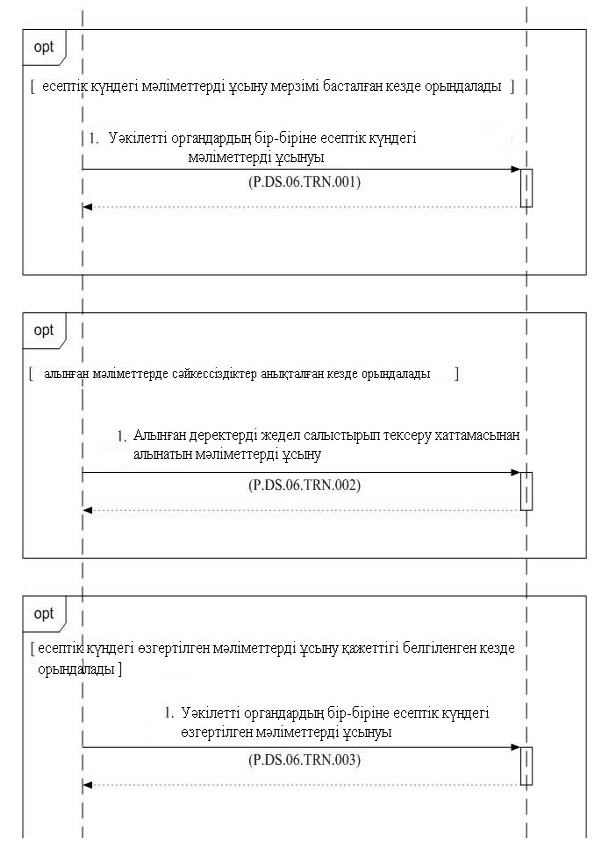 opt
[ есептік күндегі мәліметтерді ұсыну мерзімі басталған кезде орындалады ]
1. Уәкілетті органдардың бір-біріне есептік күндегі
мәліметтерді ұсынуы
(P.DS.06.TRN.001)
opt
[ алынған мәліметтерде сәйкессіздіктер анықталған кезде орындалады ]
1. Алынған деректерді жедел салыстырып тексеру хаттамасынан
алынатын мәліметтерді ұсыну
(P.DS.06.TRN.002)
opt
[ есептік күндегі өзгертілген мәліметтерді ұсыну қажеттігі белгіленген кезде
орындалады ]
1. Уәкілетті органдардың бір-біріне есептік күндегі
өзгертілген мәліметтерді ұсынуы
(P.DS.06.TRN.003)